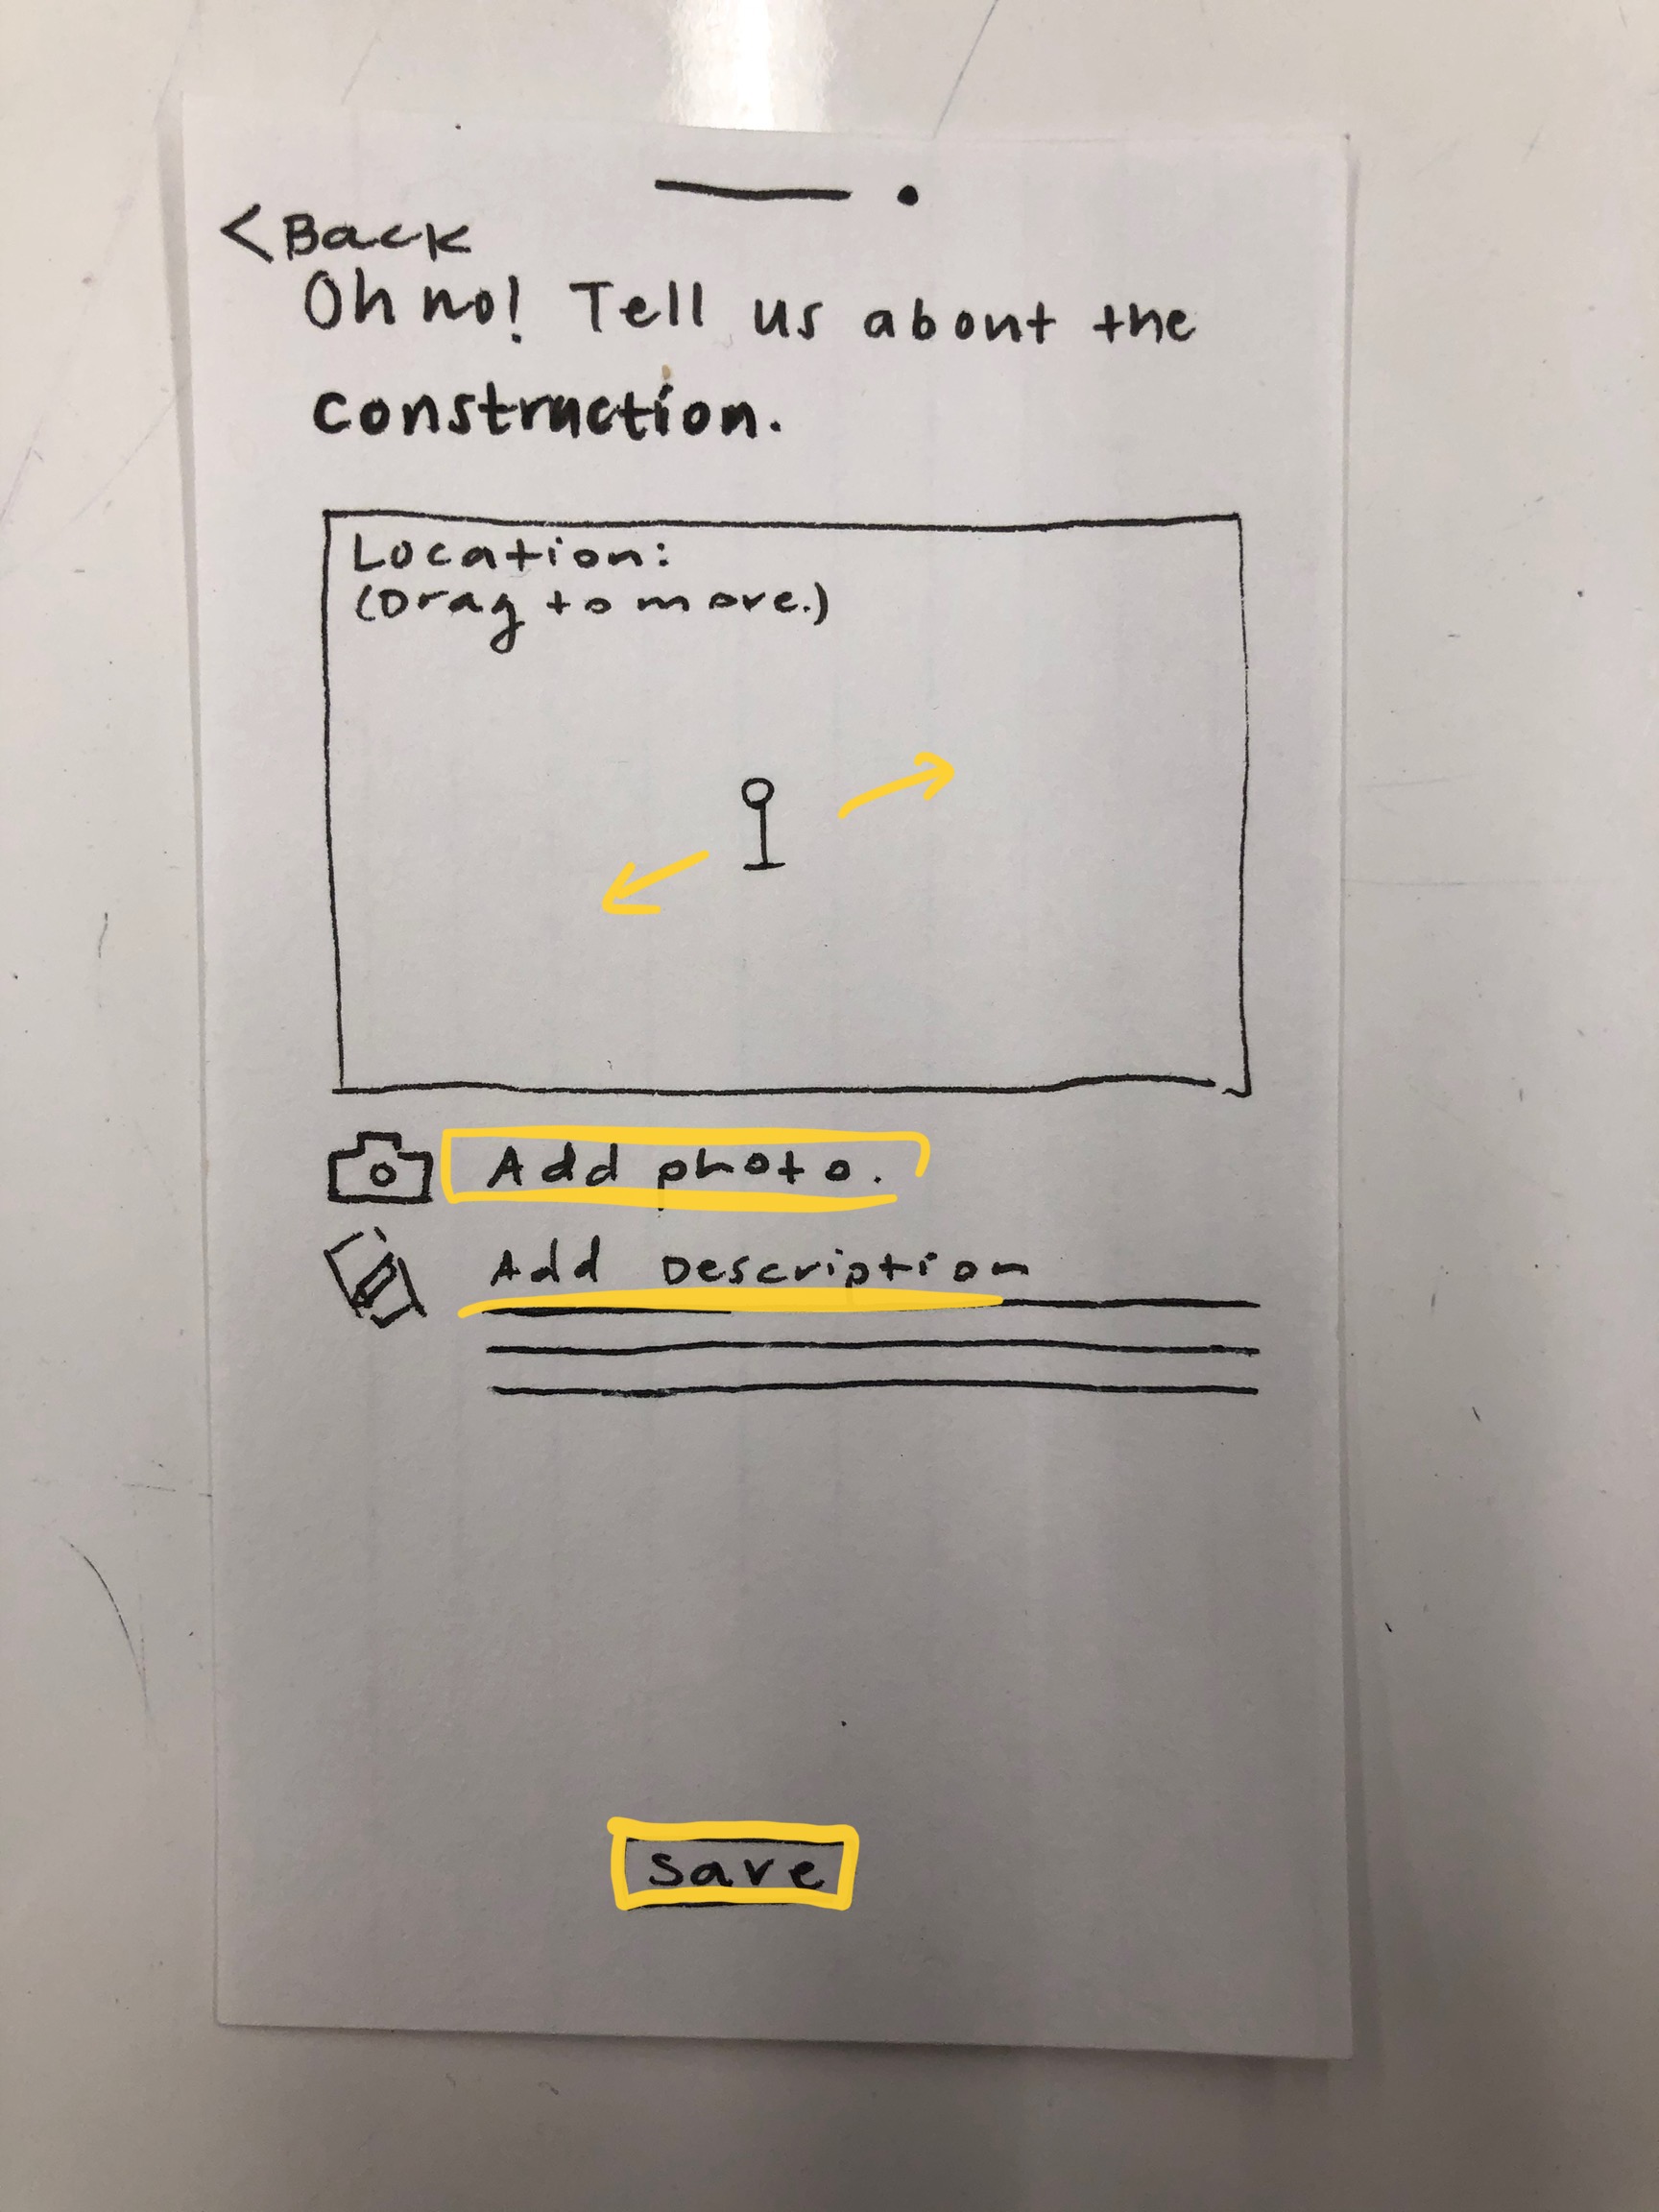 <Back
Oh no! Tell us about the
construction.
Location:
(Drag to move.)
Add photo.
Add Description
Save